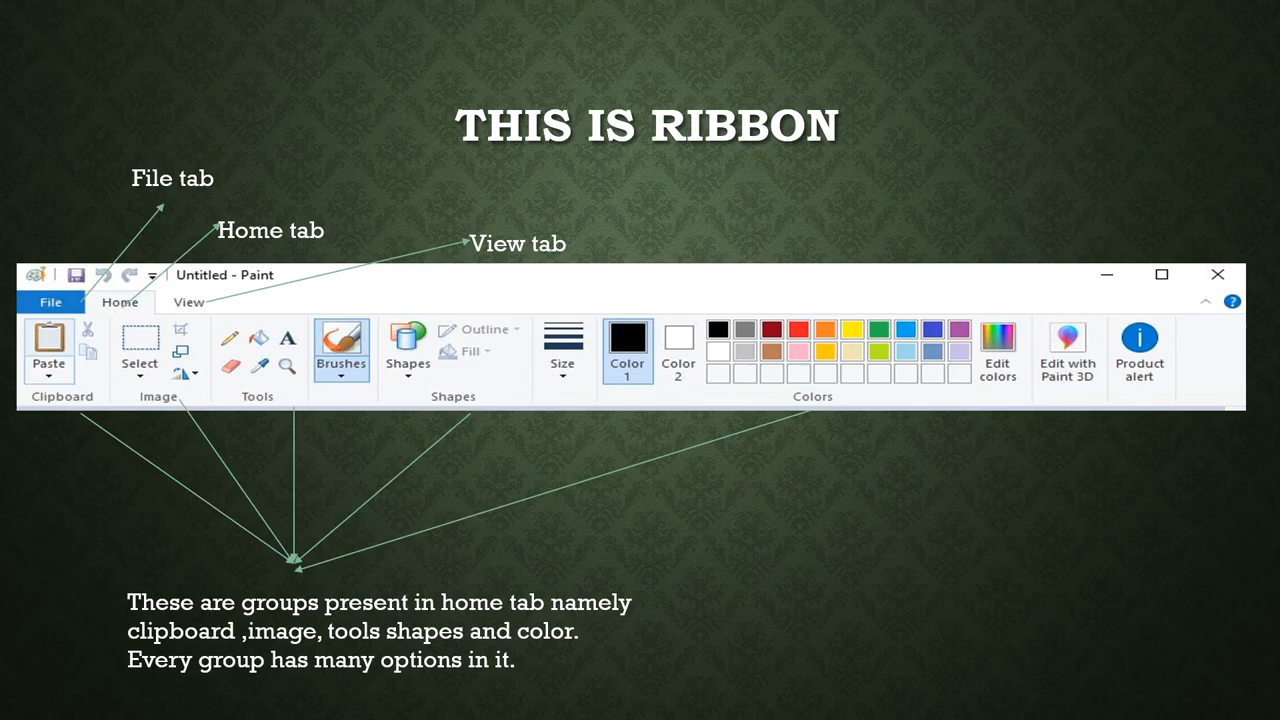 THIS IS RIBBON
File tab
Home tab
View tab
Untitled - Paint
File Home View
Paste
Select
Brushes
Shapes
Outline
Fill
Size
Color 1
Color 2
Edit colors
Edit with Paint 3D
Product alert
Clipboard Image Tools Shapes Colors
These are groups present in home tab namely
clipboard ,image, tools shapes and color.
Every group has many options in it.